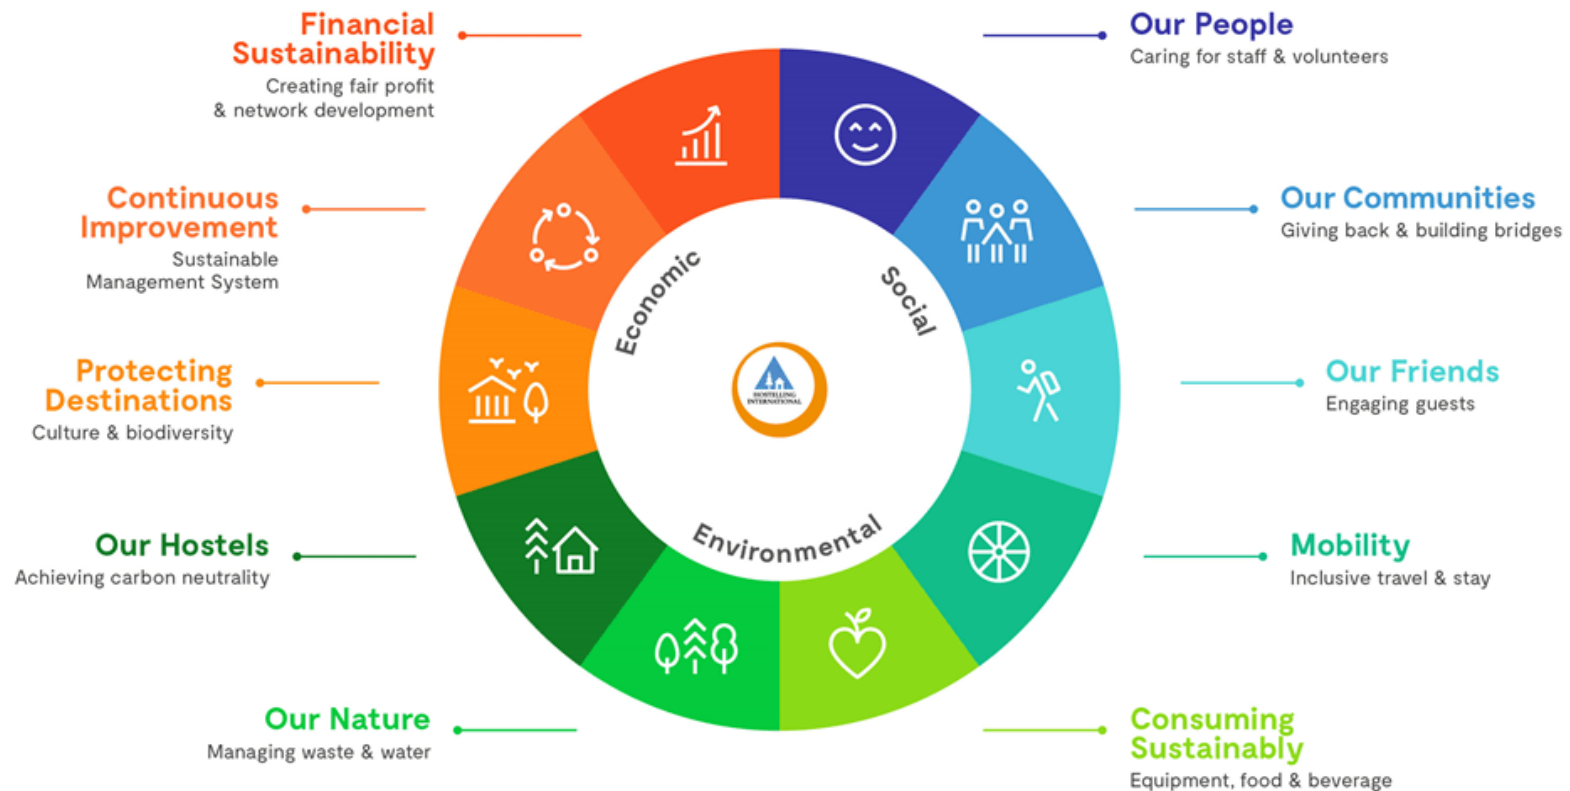 Financial
Sustainability
Creating fair profit
& network development
Our People
Caring for staff & volunteers
Continuous
Improvement
Sustainable
Management System
Our Communities
Giving back & building bridges
Economic
Social
Protecting
Destinations
Culture & biodiversity
HOSTELLING
INTERNATIONAL
Our Friends
Engaging guests
Our Hostels
Achieving carbon neutrality
Environmental
Mobility
Inclusive travel & stay
Our Nature
Managing waste & water
Consuming
Sustainably
Equipment, food & beverage